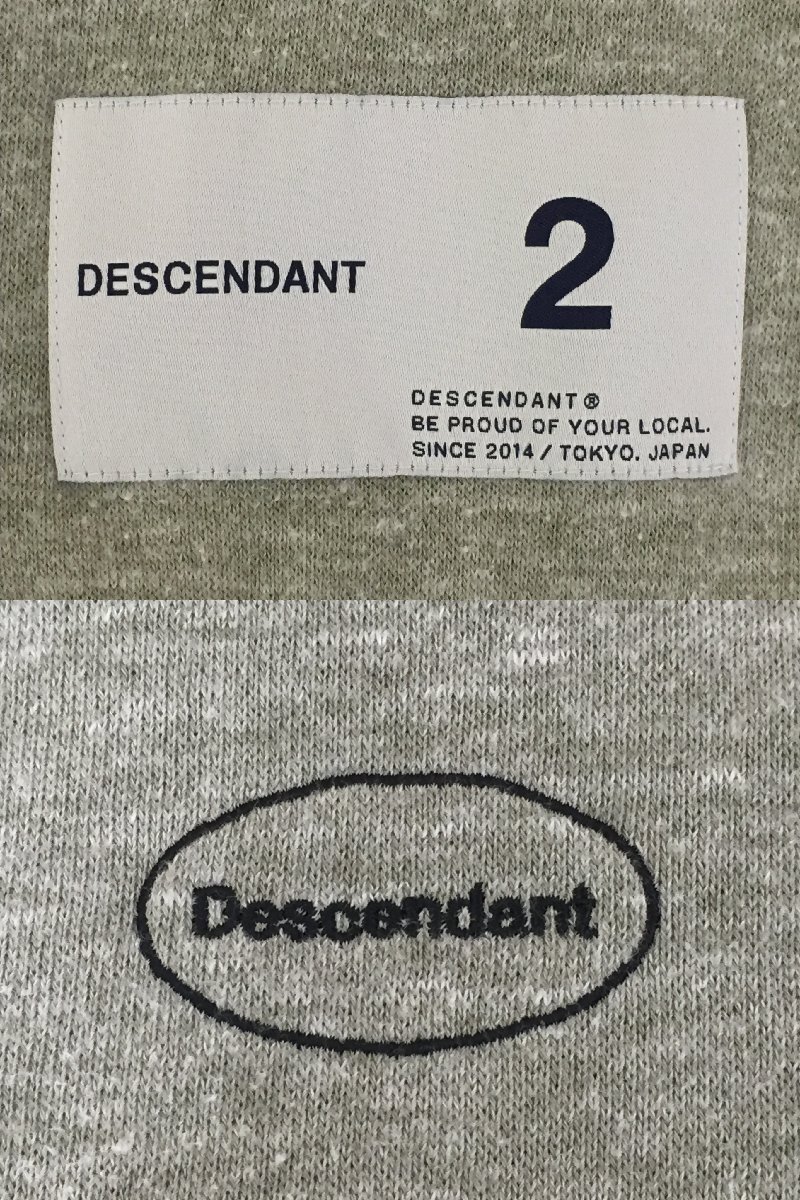 DESCENDANT
2
DESCENDANT®
BE PROUD OF YOUR LOCAL.
SINCE 2014 / TOKYO. JAPAN
Descendant